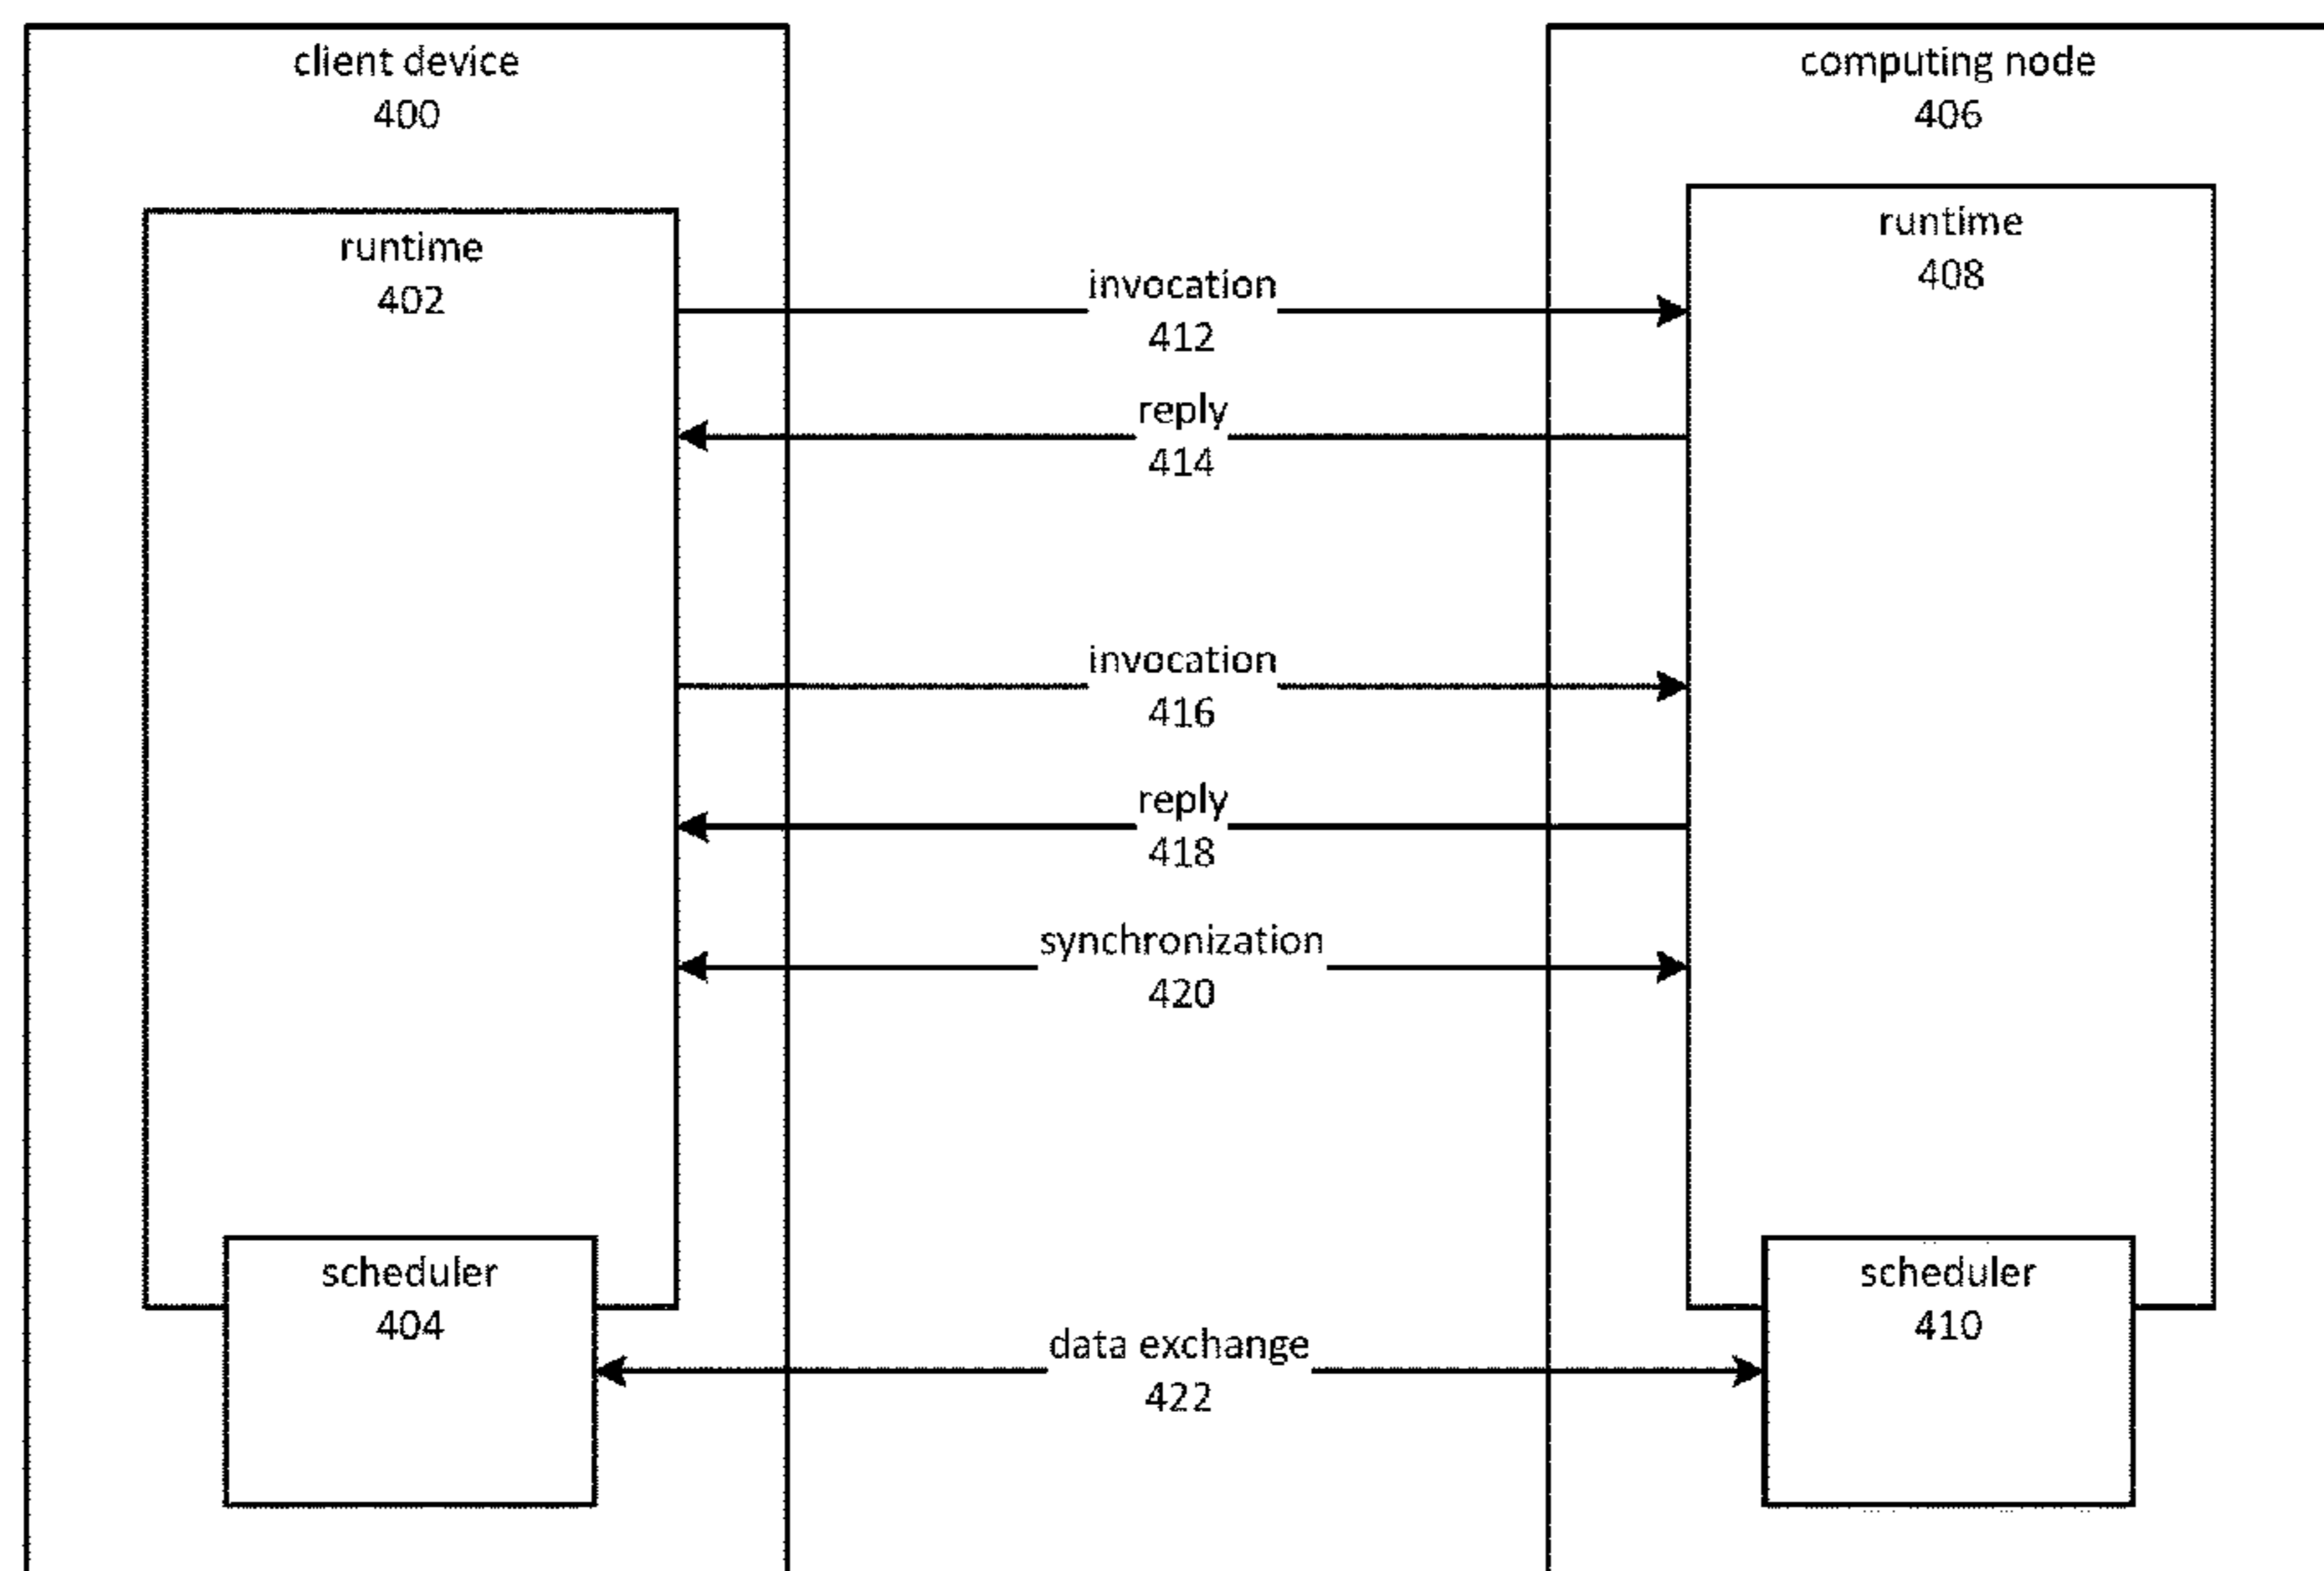 client device
400
computing node
406
runtime
402
runtime
408
invocation
412
reply
414
invocation
416
reply
418
synchronization
420
scheduler
404
scheduler
410
data exchange
422